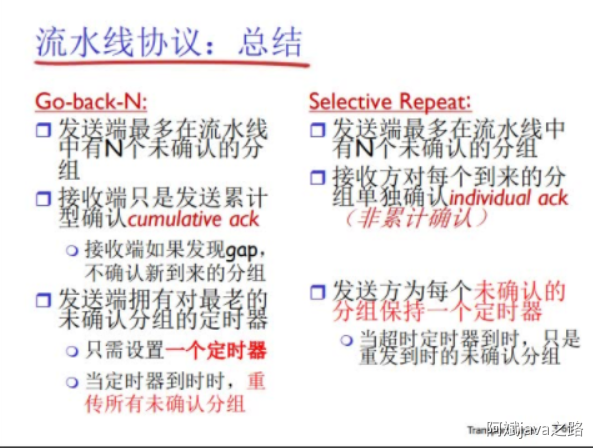 流水线协议：总结
Go-back-N:
发送端最多在流水线
中有N个未确认的分
组
接收端只是发送累计
型确认cumulative ack
接收端如果发现gap，
不确认新到来的分组
发送端拥有对最老的
未确认分组的定时器
只需设置一个定时器
当定时器到时时，重
传所有未确认分组
Selective Repeat:
发送端最多在流水线中
有N个未确认的分组
接收方对每个到来的分
组单独确认individual ack
（非累计确认）
发送方为每个未确认的
分组保持一个定时器
当超时定时器到时，只是
重发到时的未确认分组
阿斌java之路